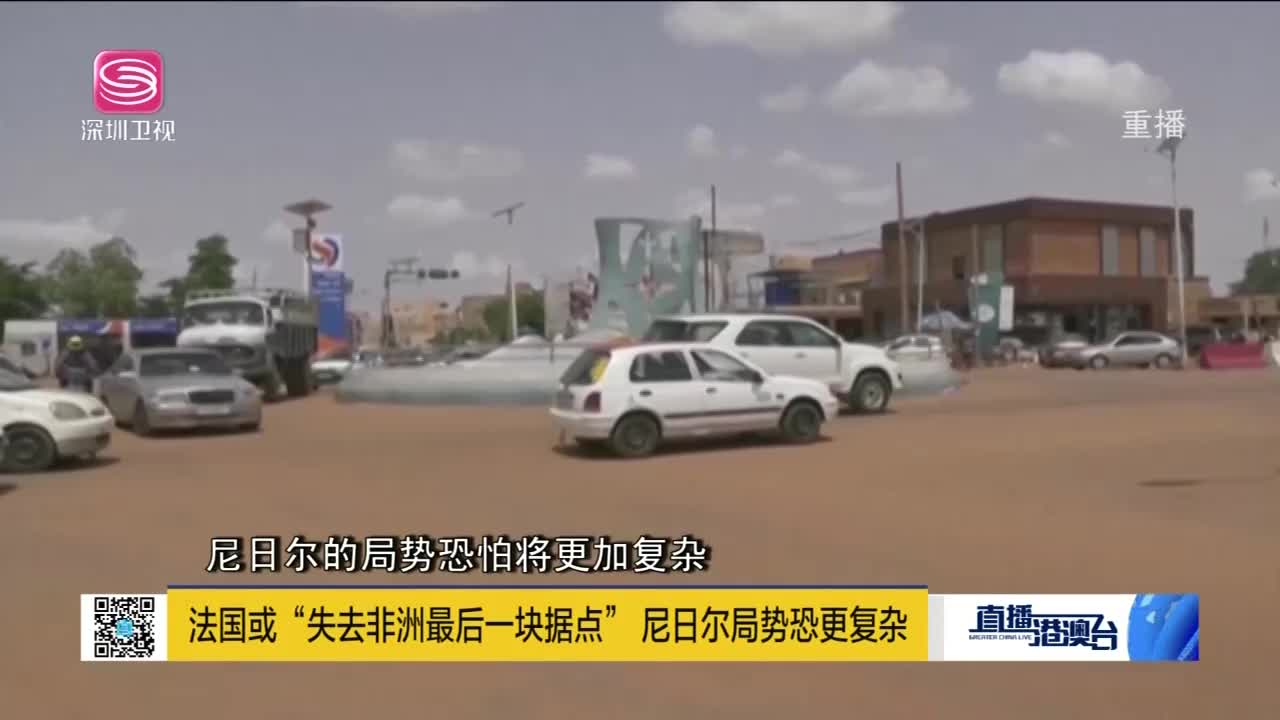 深圳卫视
重播
尼日尔的局势恐怕将更加复杂
法国或“失去非洲最后一块据点” 尼日尔局势恐更复杂
直播港澳台
GREATER CHINA LIVE